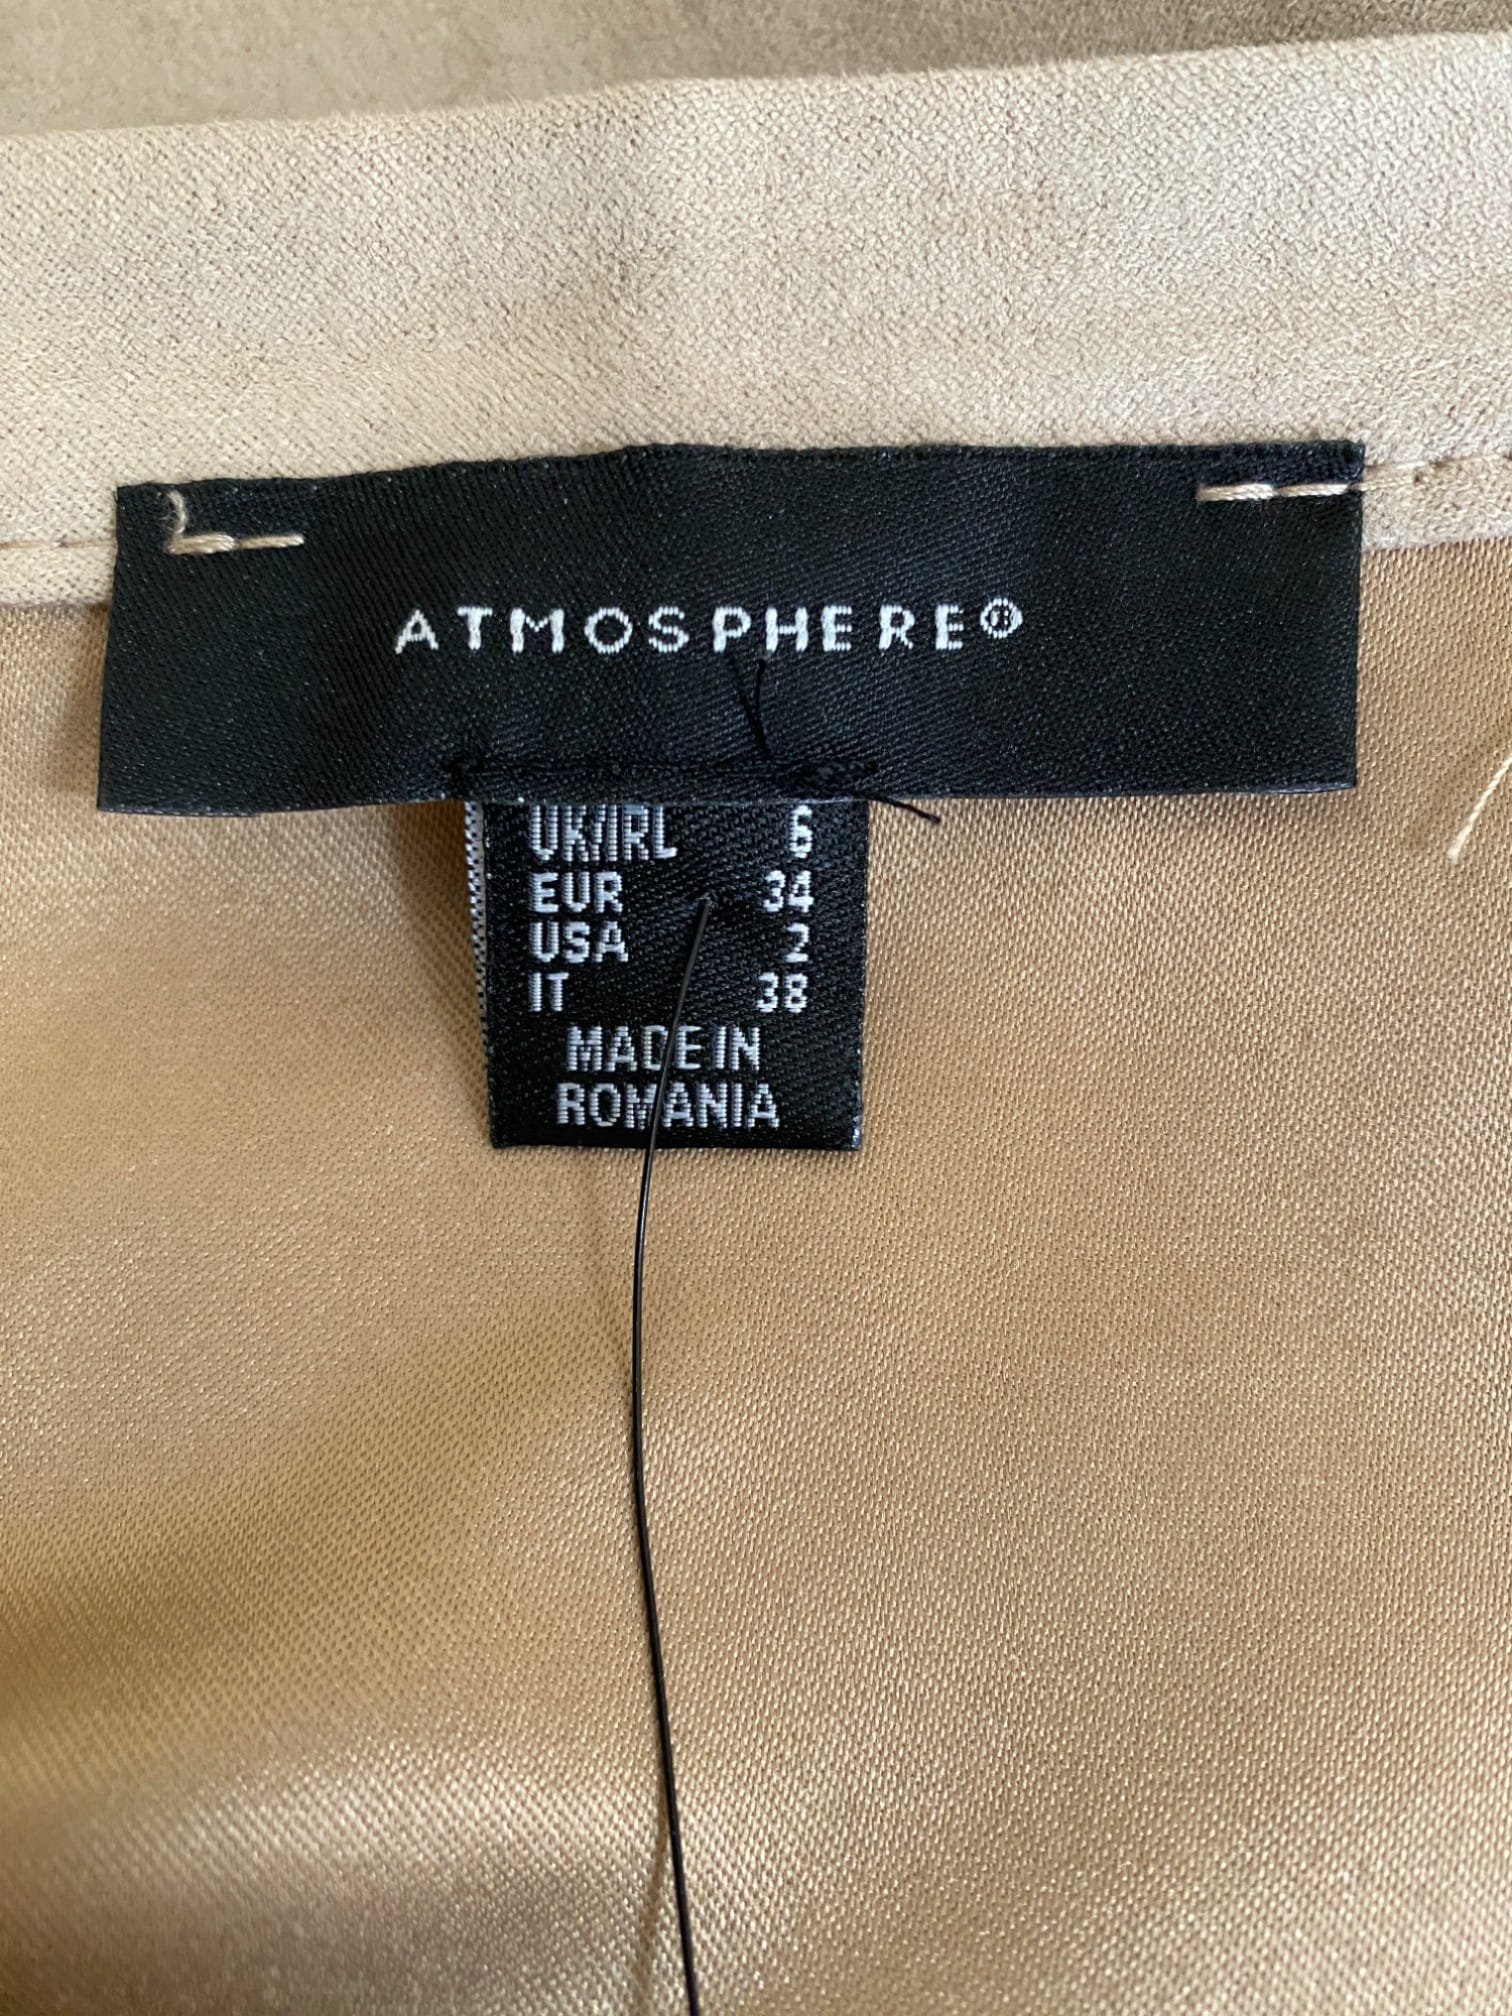 ATMOSPHERE®
UK/IRL 6
EUR 34
USA 2
IT 38
MADE IN
ROMANIA